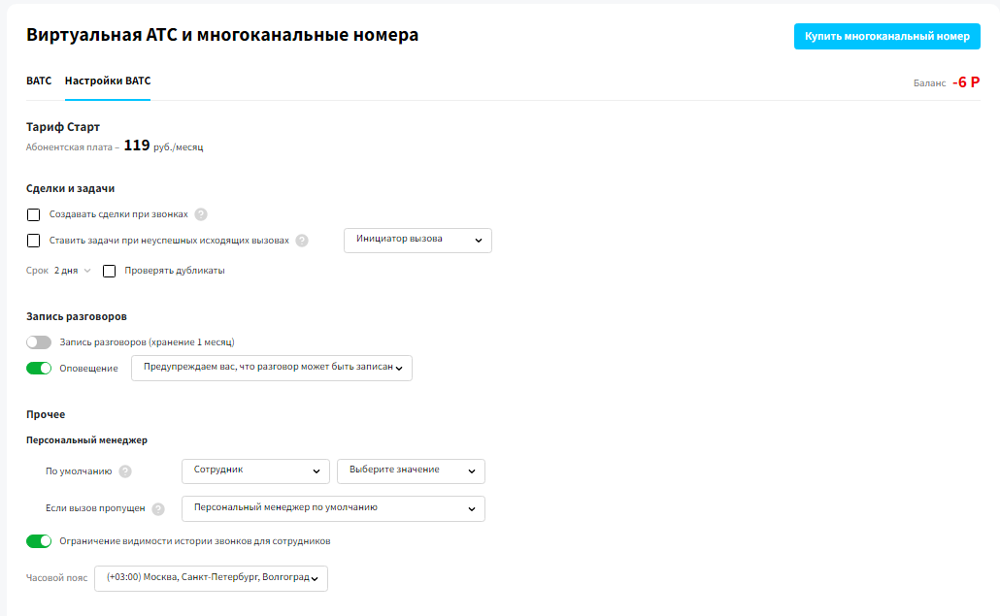 Виртуальная АТС и многоканальные номера
Купить многоканальный номер
ВАТС Настройки ВАТС
Баланс -6 Р
Тариф Старт
Абонентская плата – 119 руб./месяц
Сделки и задачи
Создавать сделки при звонках ?
Ставить задачи при неуспешных исходящих вызовах ? Инициатор вызова
Срок 2 дня Проверять дубликаты
Запись разговоров
Запись разговоров (хранение 1 месяц)
Оповещение Предупреждаем вас, что разговор может быть записан
Прочее
Персональный менеджер
По умолчанию ? Сотрудник Выберите значение
Если вызов пропущен ? Персональный менеджер по умолчанию
Ограничение видимости истории звонков для сотрудников
Часовой пояс (+03:00) Москва, Санкт-Петербург, Волгоград